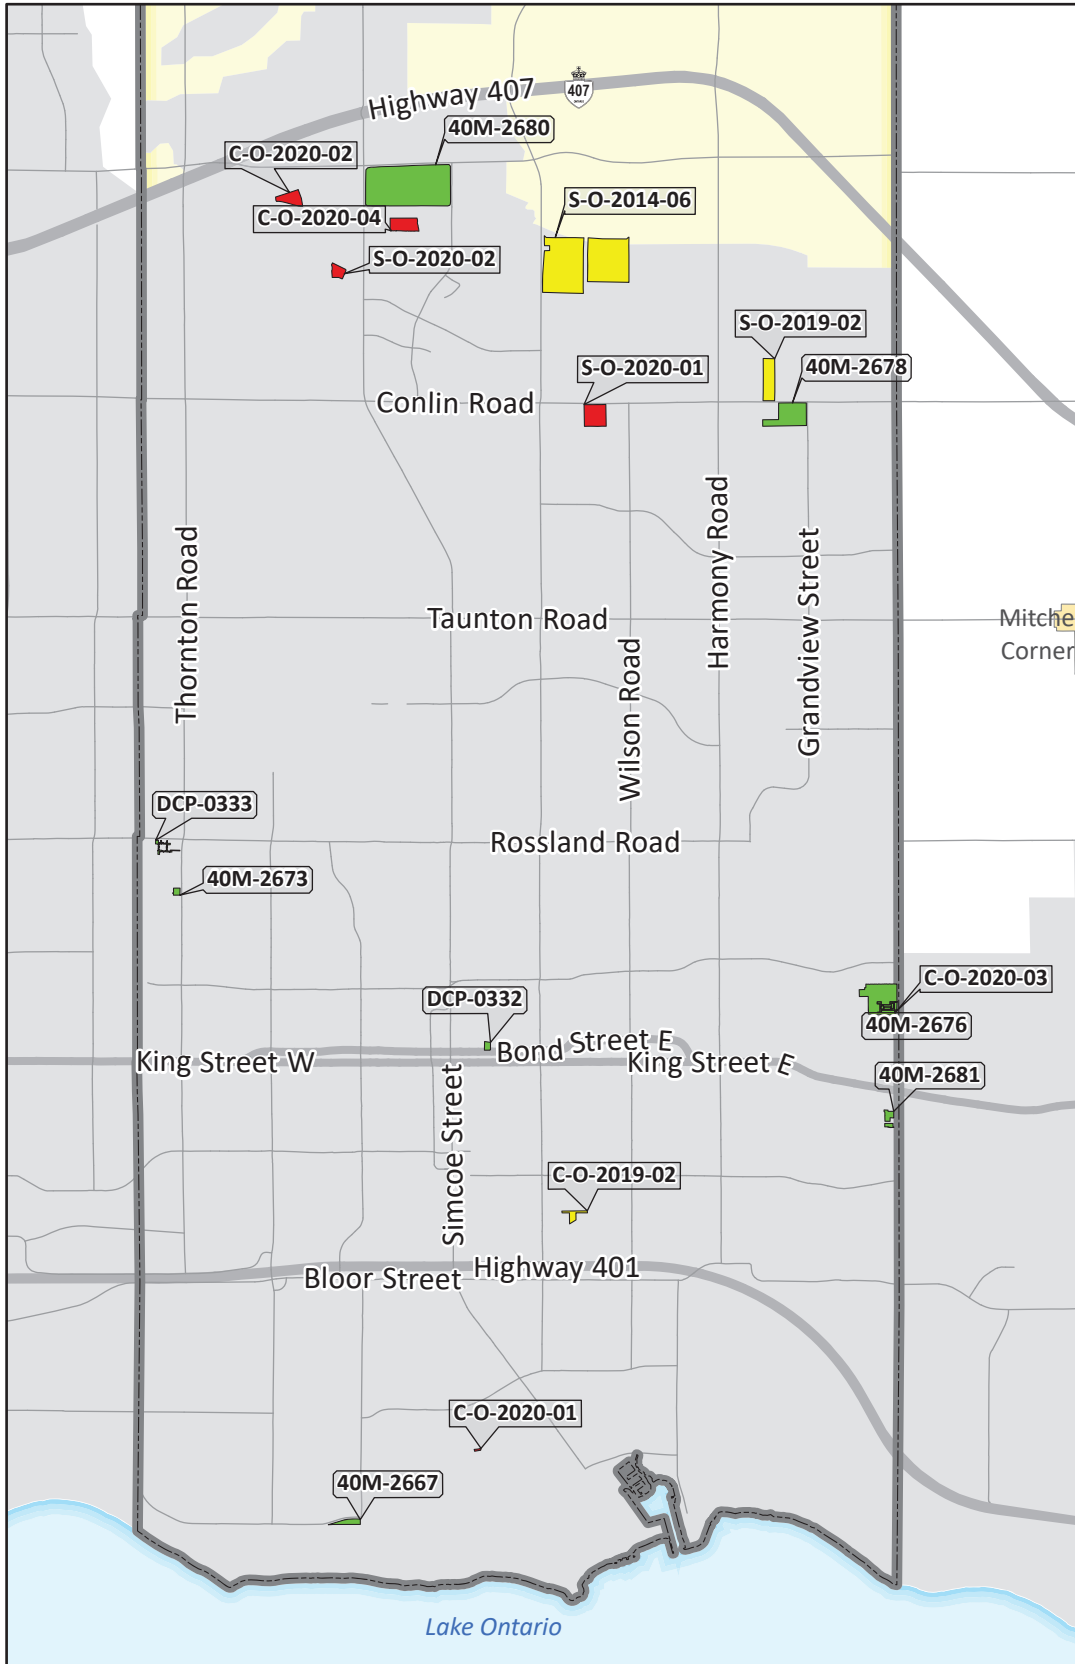 Highway 407
407
40M-2680
C-O-2020-02
S-O-2014-06
C-O-2020-04
S-O-2020-02
S-O-2019-02
S-O-2020-01
40M-2678
Conlin Road
Harmony Road
Thornton Road
Grandview Street
Taunton Road
Mitche
Corner
Wilson Road
DCP-0333
Rossland Road
40M-2673
C-O-2020-03
DCP-0332
40M-2676
Bond Street E
King Street W
King Street E
40M-2681
Simcoe Street
C-O-2019-02
Highway 401
Bloor Street
C-O-2020-01
40M-2667
Lake Ontario